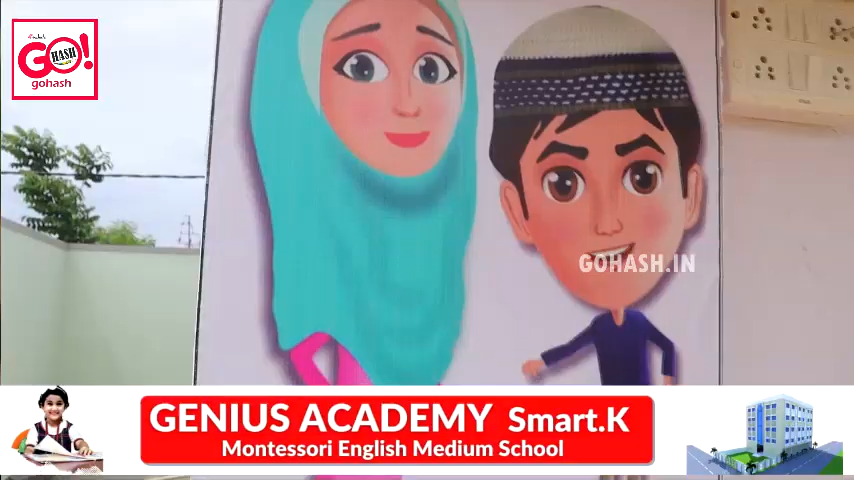 GO!
HASH
gohash
GOHASH.IN
GENIUS ACADEMY Smart.K
Montessori English Medium School